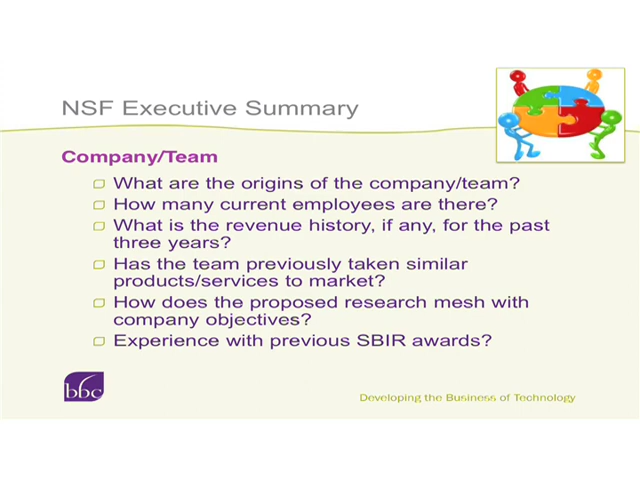 NSF Executive Summary
Company/Team
What are the origins of the company/team?
How many current employees are there?
What is the revenue history, if any, for the past
three years?
Has the team previously taken similar
products/services to market?
How does the proposed research mesh with
company objectives?
Experience with previous SBIR awards?
bbc
Developing the Business of Technology